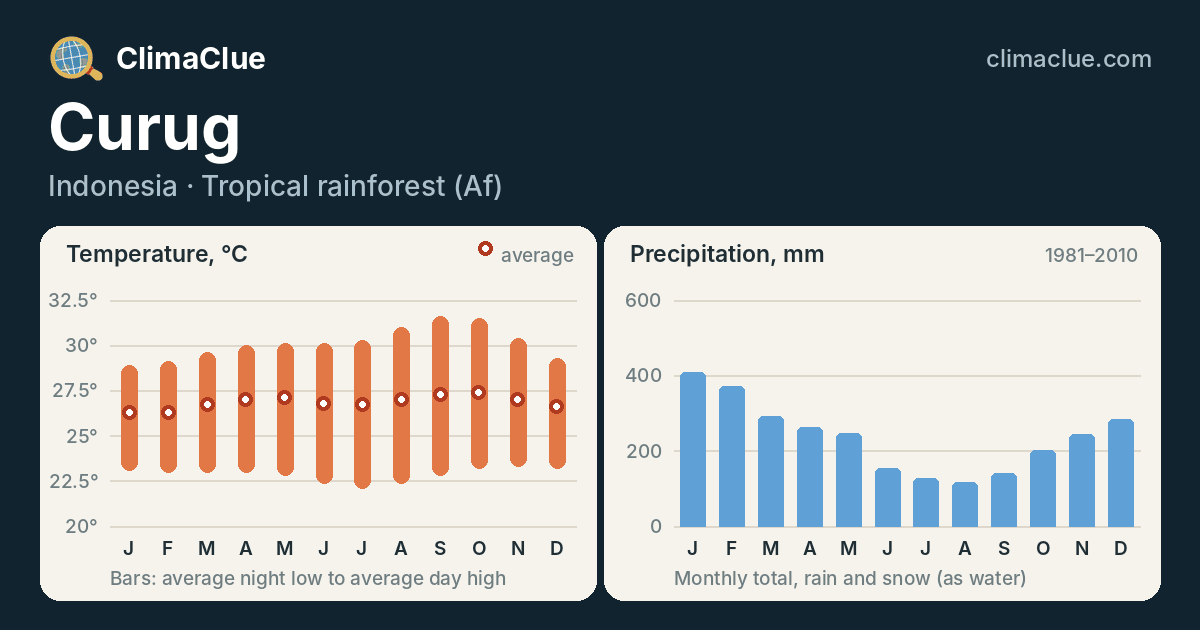 ClimaClue
climaclue.com
Curug
Indonesia · Tropical rainforest (Af)
Temperature, °C
average
32.5°
30°
27.5°
25°
22.5°
20°
J F M A M J J A S O N D
Bars: average night low to average day high
Precipitation, mm
1981–2010
600
400
200
0
J F M A M J J A S O N D
Monthly total, rain and snow (as water)